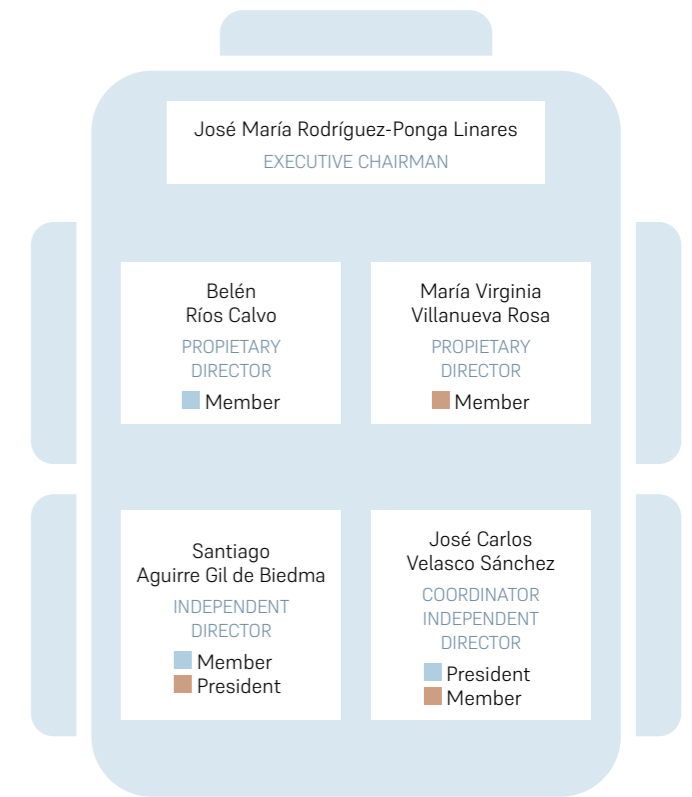 José María Rodríguez-Ponga Linares
EXECUTIVE CHAIRMAN
Belén
Ríos Calvo
PROPIETARY
DIRECTOR
Member
María Virginia
Villanueva Rosa
PROPIETARY
DIRECTOR
Member
Santiago
Aguirre Gil de Biedma
INDEPENDENT
DIRECTOR
Member
President
José Carlos
Velasco Sánchez
COORDINATOR
INDEPENDENT
DIRECTOR
President
Member